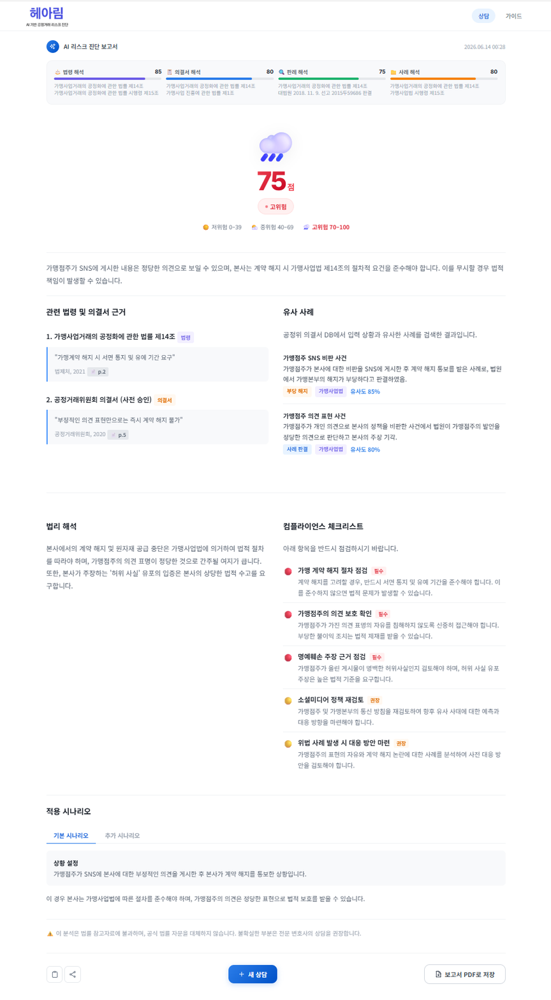 헤아림
AI 기반 공정거래 리스크 진단
상담
가이드
AI 리스크 진단 보고서
2026.06.14 00:28
법령 해석 85
가맹사업거래의 공정화에 관한 법률 제14조
가맹사업거래의 공정화에 관한 법률 시행령 제15조
의결서 해석 80
가맹사업거래의 공정화에 관한 법률 제14조
가맹사업 진흥에 관한 법률 제1조
판례 해석 75
가맹사업거래의 공정화에 관한 법률 제14조
대법원 2018. 11. 9. 선고 2015두59686 판결
사례 해석 80
가맹사업거래의 공정화에 관한 법률 제14조
가맹사업법 시행령 제15조
75점
고위험
저위험 0–39 중위험 40–69 고위험 70–100
가맹점주가 SNS에 게시한 내용은 정당한 의견으로 보일 수 있으며, 본사는 계약 해지 시 가맹사업법 제14조의 절차적 요건을 준수해야 합니다. 이를 무시할 경우 법적
책임이 발생할 수 있습니다.
관련 법령 및 의결서 근거
1. 가맹사업거래의 공정화에 관한 법률 제14조 법령
"가맹계약 해지 시 서면 통지 및 유예 기간 요구"
법제처, 2021 p.2
2. 공정거래위원회 의결서 (사전 승인) 의결서
"부정적인 의견 표현만으로는 즉시 계약 해지 불가"
공정거래위원회, 2020 p.5
유사 사례
공정위 의결서 DB에서 입력 상황과 유사한 사례를 검색한 결과입니다.
가맹점주 SNS 비판 사건
가맹점주가 본사에 대한 비판을 SNS에 게시한 후 계약 해지 통보를 받은 사례로, 법원
에서 가맹본부의 해지가 부당하다고 판결하였음.
부당 해지 가맹사업법 유사도 85%
가맹점주 의견 표현 사건
가맹점주가 개인 의견으로 본사의 정책을 비판한 사건에서 법원이 가맹점주의 발언을
정당한 의견으로 판단하고 본사의 주장 기각.
사례 판결 가맹사업법 유사도 80%
법리 해석
본사에서의 계약 해지 및 원자재 공급 중단은 가맹사업법에 의거하여 법적 절차
를 따라야 하며, 가맹점주의 의견 표명이 정당한 것으로 간주될 여지가 큽니다.
또한, 본사가 주장하는 '허위 사실' 유포의 입증은 본사의 상당한 법적 수고를 요
구합니다.
컴플라이언스 체크리스트
아래 항목을 반드시 점검하시기 바랍니다.
가맹 계약 해지 절차 점검 필수
계약 해지를 고려할 경우, 반드시 서면 통지 및 유예 기간을 준수해야 합니다. 이
를 준수하지 않으면 법적 문제가 발생할 수 있습니다.
가맹점주의 의견 보호 확인 필수
가맹점주가 가진 의견 표명의 자유를 침해하지 않도록 신중히 접근해야 합니다.
부당한 불이익 조치는 법적 제재를 받을 수 있습니다.
명예훼손 주장 근거 점검 필수
가맹점주가 올린 게시물이 명백한 허위사실인지 검토해야 하며, 허위 사실 유포
주장은 높은 법적 기준을 요구합니다.
소셜미디어 정책 재검토 권장
가맹점주 및 가맹본부의 통신 방침을 재검토하여 향후 유사 사태에 대한 예측과
대응 방향을 마련해야 합니다.
위법 사례 발생 시 대응 방안 마련 권장
가맹점주의 표현의 자유와 계약 해지 논란에 대한 사례를 분석하여 사전 대응 방
안을 검토해야 합니다.
적용 시나리오
기본 시나리오 추가 시나리오
상황 설정
가맹점주가 SNS에 본사에 대한 부정적인 의견을 게시한 후 본사가 계약 해지를 통보한 상황입니다.
이 경우 본사는 가맹사업법에 따른 절차를 준수해야 하며, 가맹점주의 의견은 정당한 표현으로 법적 보호를 받을 수 있습니다.
이 분석은 법률 참고자료에 불과하며, 공식 법률 자문을 대체하지 않습니다. 불확실한 부분은 전문 변호사의 상담을 권장합니다.
+ 새 상담
보고서 PDF로 저장